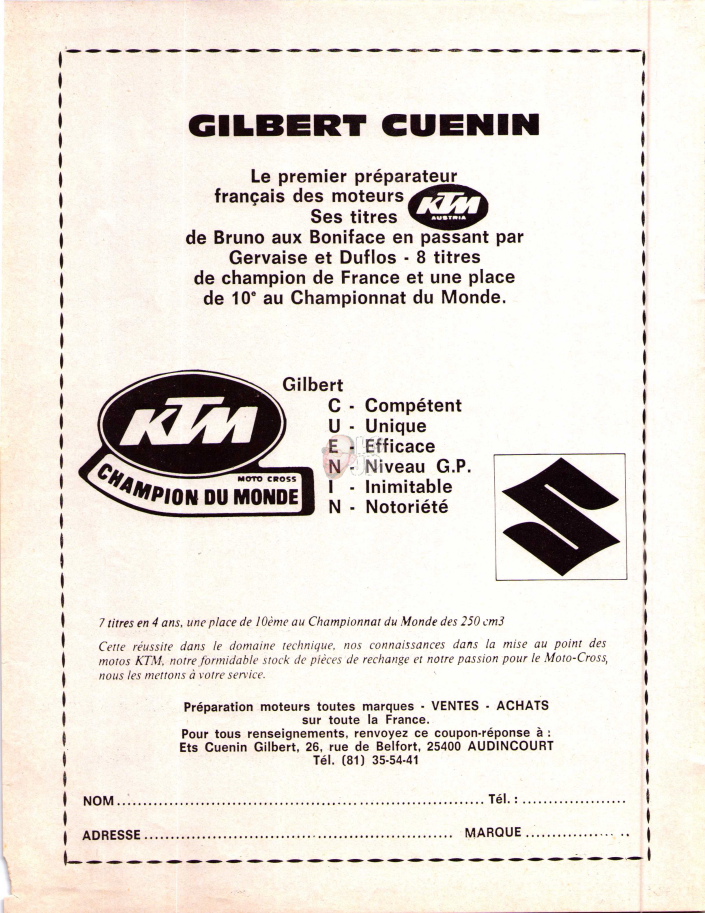 GILBERT CUENIN
Le premier préparateur
français des moteurs KTM AUSTRIA
Ses titres
de Bruno aux Boniface en passant par
Gervaise et Duflos - 8 titres
de champion de France et une place
de 10e au Championnat du Monde.
KTM
MOTO CROSS
CHAMPION DU MONDE
Gilbert
C - Compétent
U - Unique
E - Efficace
N - Niveau G.P.
I - Inimitable
N - Notoriété
7 titres en 4 ans, une place de 10ème au Championnat du Monde des 250 cm3
Cette réussite dans le domaine technique, nos connaissances dans la mise au point des
motos KTM, notre formidable stock de pièces de rechange et notre passion pour le Moto-Cross,
nous les mettons à votre service.
Préparation moteurs toutes marques - VENTES - ACHATS
sur toute la France.
Pour tous renseignements, renvoyez ce coupon-réponse à :
Ets Cuenin Gilbert, 26, rue de Belfort, 25400 AUDINCOURT
Tél. (81) 35-54-41
NOM ........................................................................ Tél. : ....................
ADRESSE ............................................................ MARQUE ....................